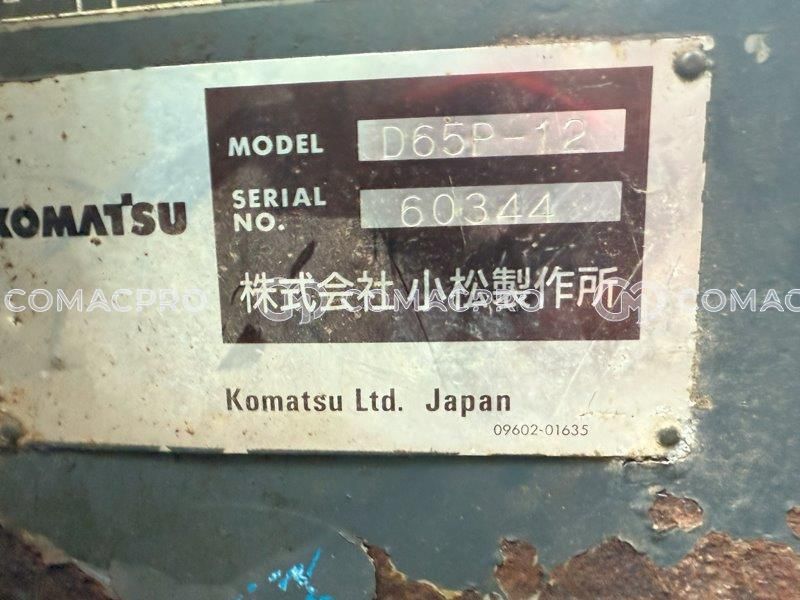 MODEL D65P-12
SERIAL NO. 60344
KOMATSU
株式会社 小松製作所
COMACPRO COMACPRO COMAC
Komatsu Ltd. Japan
09602-01635